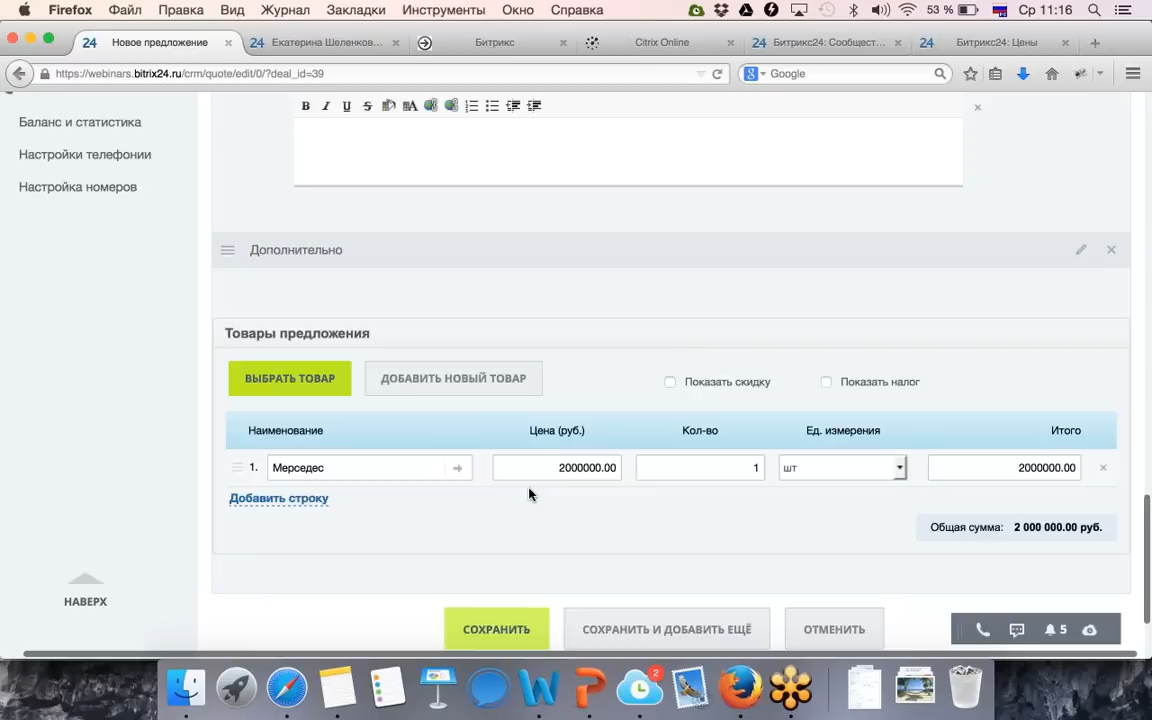 Firefox Файл Правка Вид Журнал Закладки Инструменты Окно Справка 53 % Ср 11:16
24 Новое предложение 24 Екатерина Шеленков... Битрикс Citrix Online 24 Битрикс24: Сообщест... 24 Битрикс24: Цены
https://webinars.bitrix24.ru/crm/quote/edit/0/?deal_id=39 Google
B I U S
Баланс и статистика
Настройки телефонии
Настройка номеров
Дополнительно
Товары предложения
ВЫБРАТЬ ТОВАР ДОБАВИТЬ НОВЫЙ ТОВАР Показать скидку Показать налог
Наименование Цена (руб.) Кол-во Ед. измерения Итого
1. Мерседес 2000000.00 1 шт 2000000.00
Добавить строку
Общая сумма: 2 000 000.00 руб.
НАВЕРХ
СОХРАНИТЬ СОХРАНИТЬ И ДОБАВИТЬ ЕЩЁ ОТМЕНИТЬ 5
2